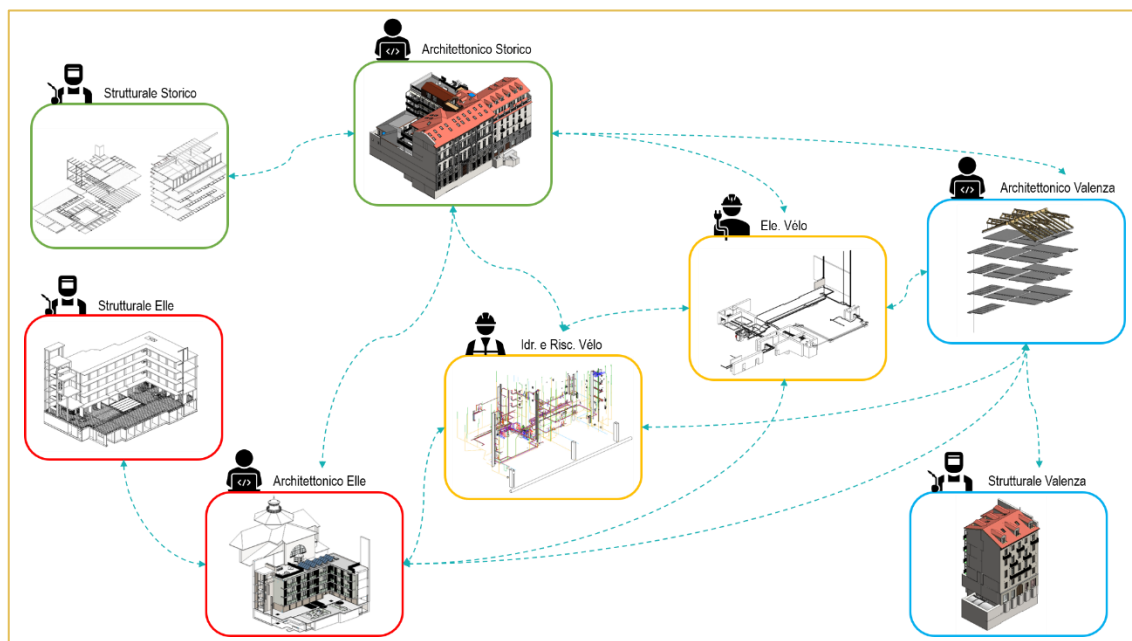 Architettonico Storico
Strutturale Storico
Architettonico Valenza
Ele. Vélo
Strutturale Elle
Idr. e Risc. Vélo
Architettonico Elle
Strutturale Valenza